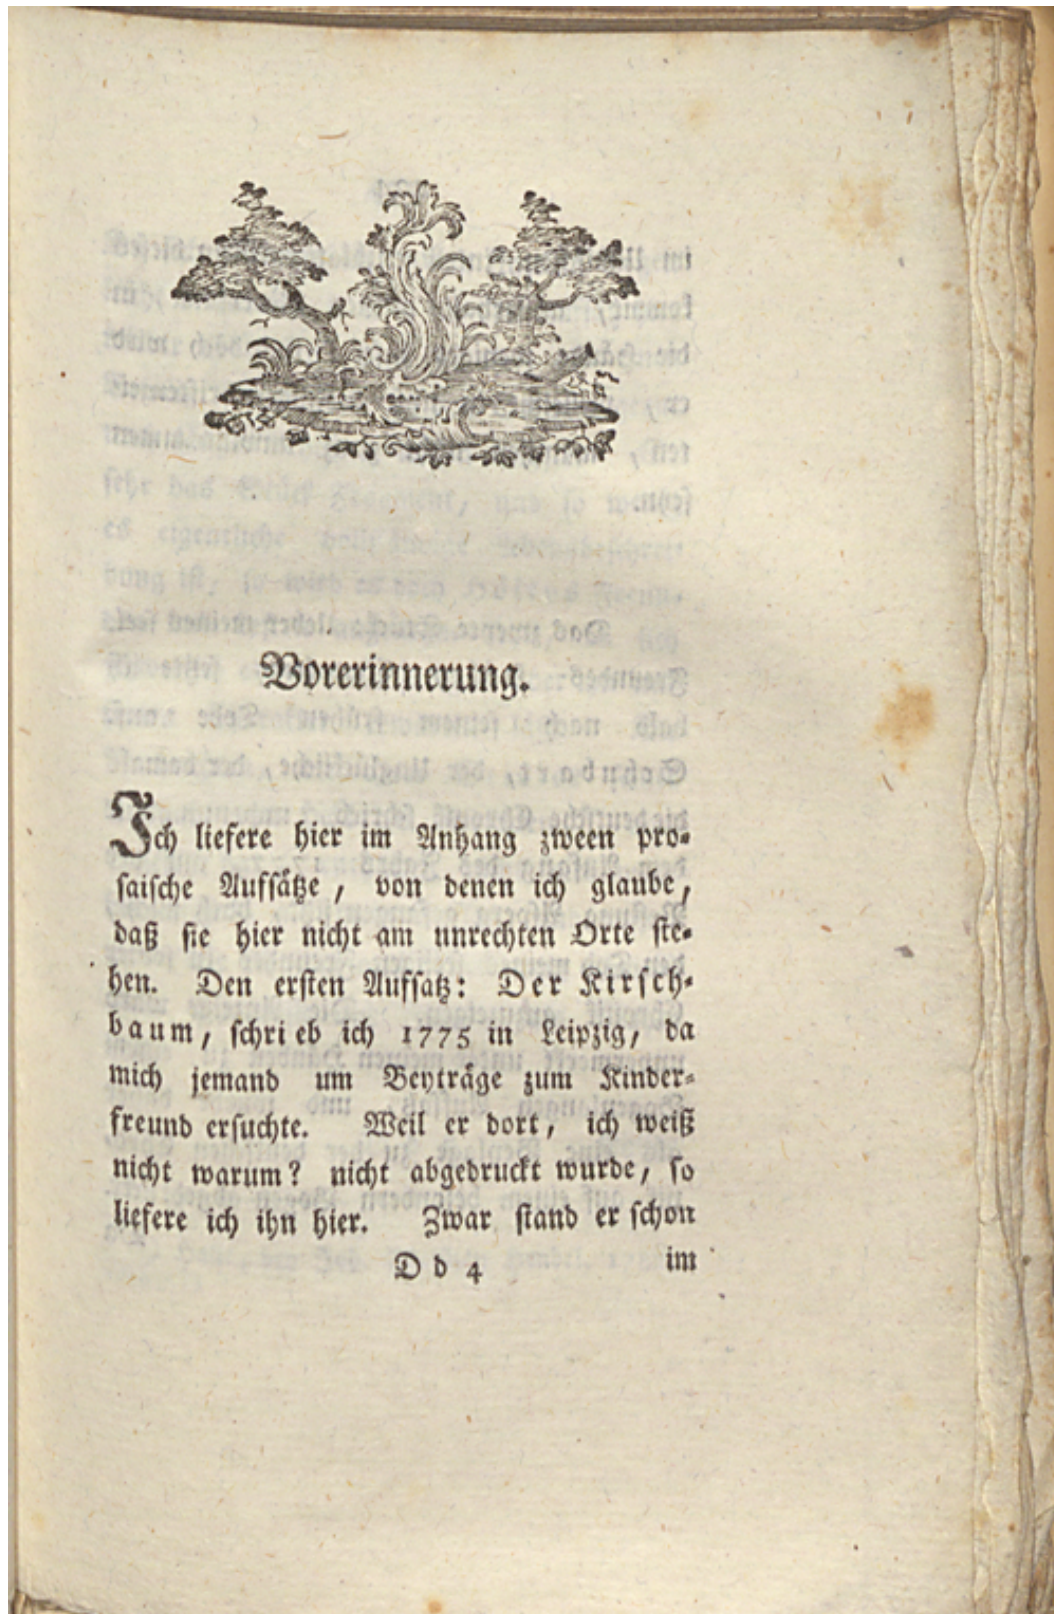 Vorerinnerung.
Ich liefere hier im Anhang zween pro-
saische Aufsätze, von denen ich glaube,
daß sie hier nicht am unrechten Orte ste-
hen. Den ersten Aufsatz: Der Kirsch-
baum, schrieb ich 1775 in Leipzig, da
mich jemand um Beyträge zum Kinder-
freund ersuchte. Weil er dort, ich weiß
nicht warum? nicht abgedruckt wurde, so
liefere ich ihn hier. Zwar stand er schon
D d 4 im